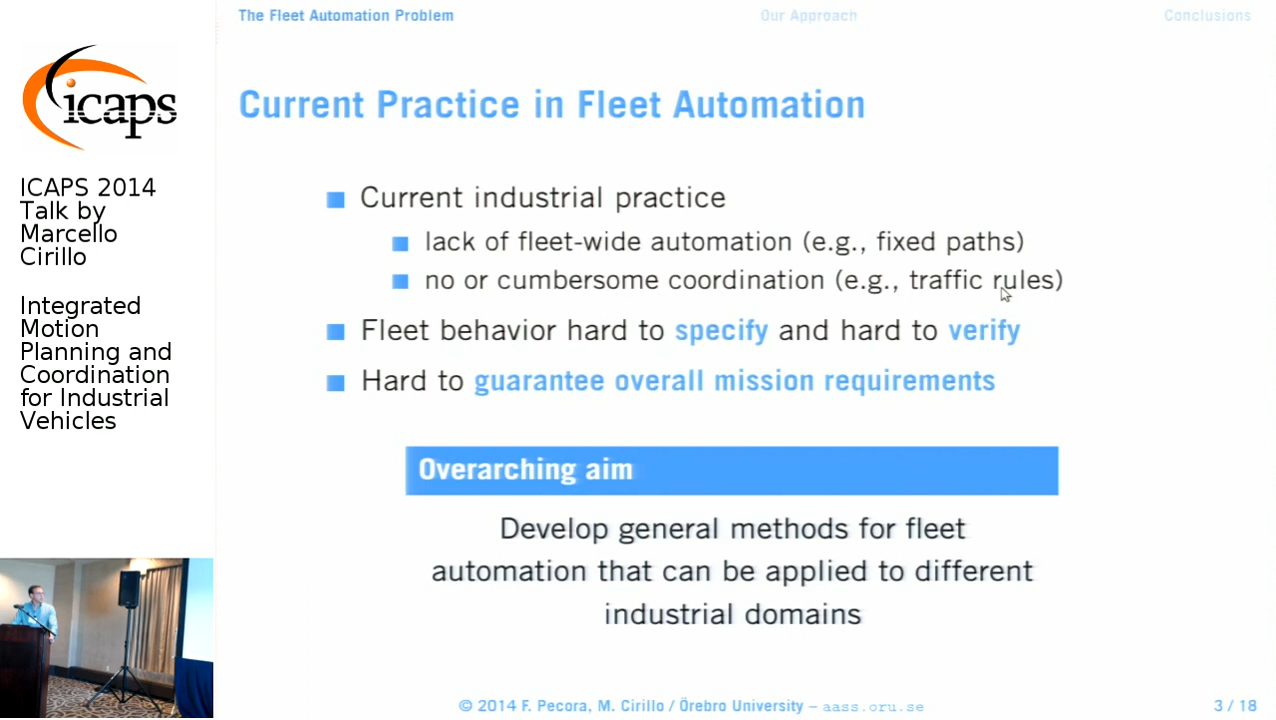 The Fleet Automation Problem
Our Approach
Conclusions
icaps
ICAPS 2014
Talk by
Marcello
Cirillo
Integrated
Motion
Planning and
Coordination
for Industrial
Vehicles
Current Practice in Fleet Automation
Current industrial practice
lack of fleet-wide automation (e.g., fixed paths)
no or cumbersome coordination (e.g., traffic rules)
Fleet behavior hard to specify and hard to verify
Hard to guarantee overall mission requirements
Overarching aim
Develop general methods for fleet
automation that can be applied to different
industrial domains
© 2014 F. Pecora, M. Cirillo / Örebro University – aass.oru.se
3 / 18